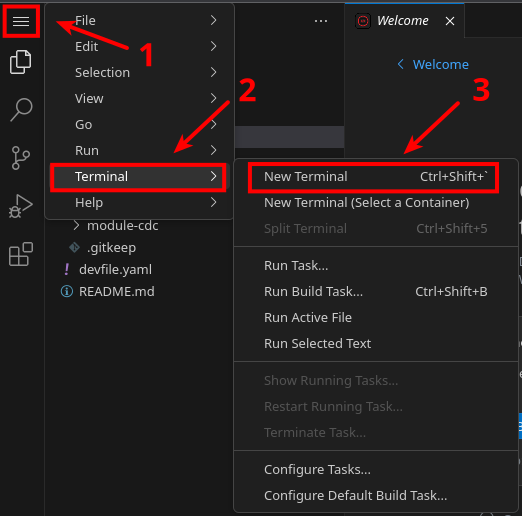 File
Edit
Selection
View
Go
Run
Terminal
Help
1
2
3
Welcome
Welcome
module-cdc
.gitkeep
devfile.yaml
README.md
New Terminal Ctrl+Shift+`
New Terminal (Select a Container)
Split Terminal Ctrl+Shift+5
Run Task...
Run Build Task... Ctrl+Shift+B
Run Active File
Run Selected Text
Show Running Tasks...
Restart Running Task...
Terminate Task...
Configure Tasks...
Configure Default Build Task...